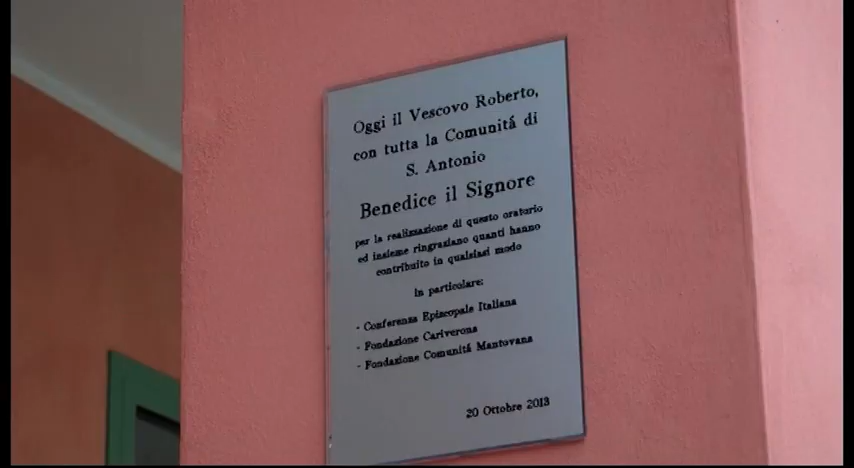 Oggi il Vescovo Roberto,
con tutta la Comunitá di
S. Antonio
Benedice il Signore
per la realizzazione di questo oratorio
ed insieme ringraziano quanti hanno
contribuito in qualsiasi modo
in particolare:
- Conferenza Episcopale Italiana
- Fondazione Cariverona
- Fondazione Comunitá Mantovana
20 Ottobre 2013